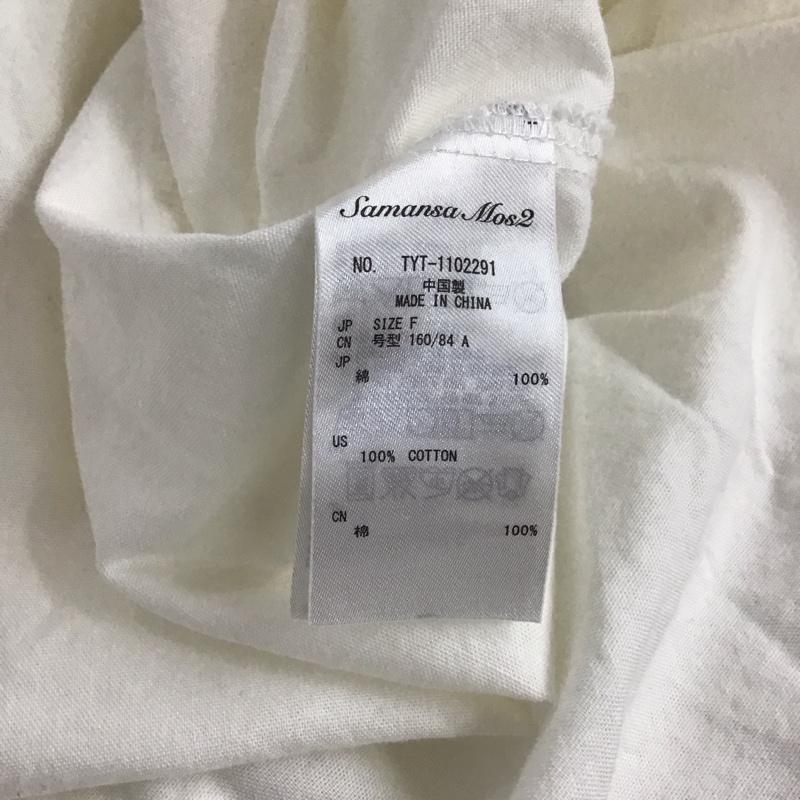 Samansa Mos2
NO. TYT-1102291
中国製
MADE IN CHINA
JP SIZE F
CN 号型 160/84 A
JP
綿 100%
US
100% COTTON
CN
棉 100%